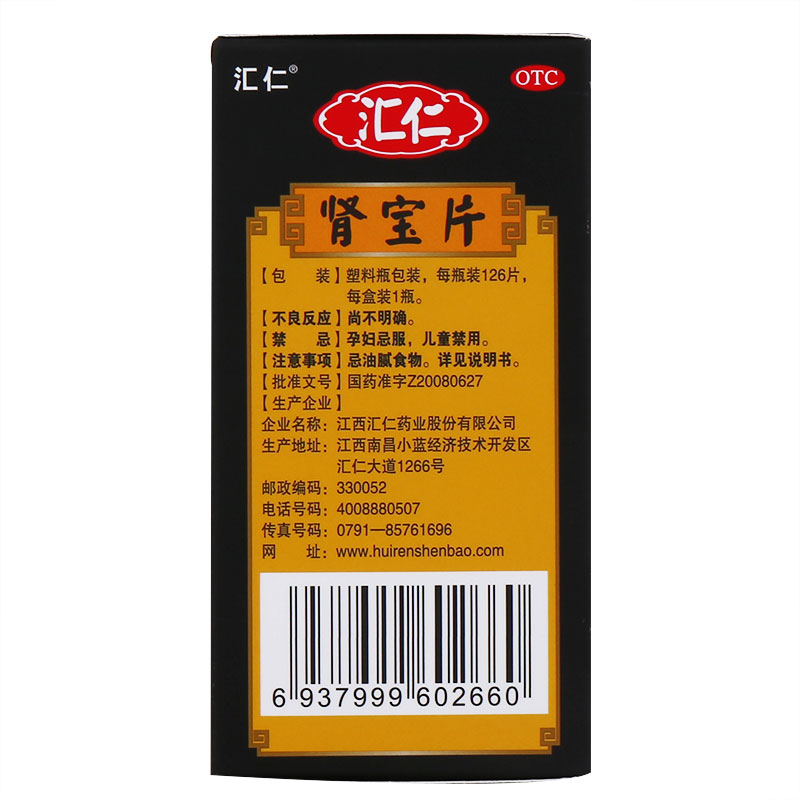 汇仁®
OTC
汇仁
肾宝片
【包　装】塑料瓶包装，每瓶装126片，
每盒装1瓶。
【不良反应】尚不明确。
【禁　忌】孕妇忌服，儿童禁用。
【注意事项】忌油腻食物。详见说明书。
【批准文号】国药准字Z20080627
【生产企业】
企业名称：江西汇仁药业股份有限公司
生产地址：江西南昌小蓝经济技术开发区
汇仁大道1266号
邮政编码：330052
电话号码：4008880507
传真号码：0791—85761696
网　址：www.huirenshenbao.com
6 937999 602660